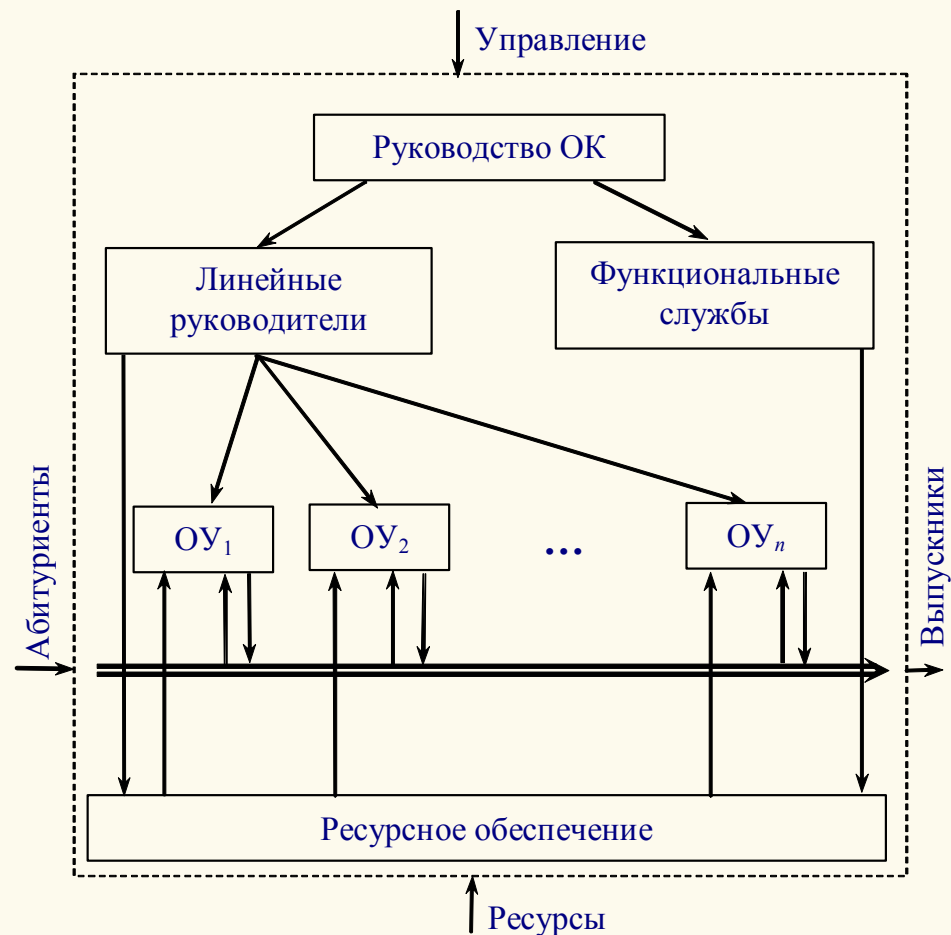 Управление
Руководство ОК
Линейные
руководители
Функциональные
службы
Абитуриенты
ОУ₁
ОУ₂
...
ОУₙ
Выпускники
Ресурсное обеспечение
Ресурсы